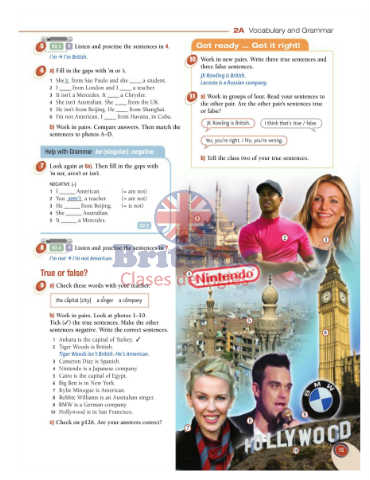 2A Vocabulary and Grammar
5 Listen and practise the sentences in 4.
I'm → I'm Italian.
6 a) Fill in the gaps with 'm or 's.
1 She's from Sao Paulo and she ____ a student.
2 I ____ from London and I ____ a teacher.
3 It isn't a Mercedes. It ____ a Chrysler.
4 She isn't Australian. She ____ from the UK.
5 He isn't from Beijing. He ____ from Shanghai.
6 I'm not American. I ____ from Havana, in Cuba.
b) Work in pairs. Compare answers. Then match the
sentences to photos A–D.
Help with Grammar be (singular): negative
7 Look again at 6a). Then fill in the gaps with
'm not, aren't or isn't.
NEGATIVE (–)
1 I ____ American. (= am not)
2 You aren't a teacher. (= are not)
3 He ____ from Beijing. (= is not)
4 She ____ Australian.
5 It ____ a Mercedes.
8 Listen and practise the sentences in 7.
I'm not → I'm not American.
True or false?
9 a) Check these words with your teacher.
the capital (city) a singer a company
b) Work in pairs. Look at photos 1–10.
Tick (✓) the true sentences. Make the other
sentences negative. Write the correct sentences.
1 Ankara is the capital of Turkey. ✓
2 Tiger Woods is British.
Tiger Woods isn't British. He's American.
3 Cameron Diaz is Spanish.
4 Nintendo is a Japanese company.
5 Cairo is the capital of Egypt.
6 Big Ben is in New York.
7 Kylie Minogue is American.
8 Robbie Williams is an Australian singer.
9 BMW is a German company.
10 Hollywood is in San Francisco.
c) Check on p126. Are your answers correct?
Get ready ... Get it right!
10 Work in new pairs. Write three true sentences and
three false sentences.
JK Rowling is British.
Lacoste is a Russian company.
11 a) Work in groups of four. Read your sentences to
the other pair. Are the other pair's sentences true
or false?
JK Rowling is British.
I think that's true / false.
Yes, you're right. / No, you're wrong.
b) Tell the class two of your true sentences.
Nintendo
BMW
HOLLYWOOD